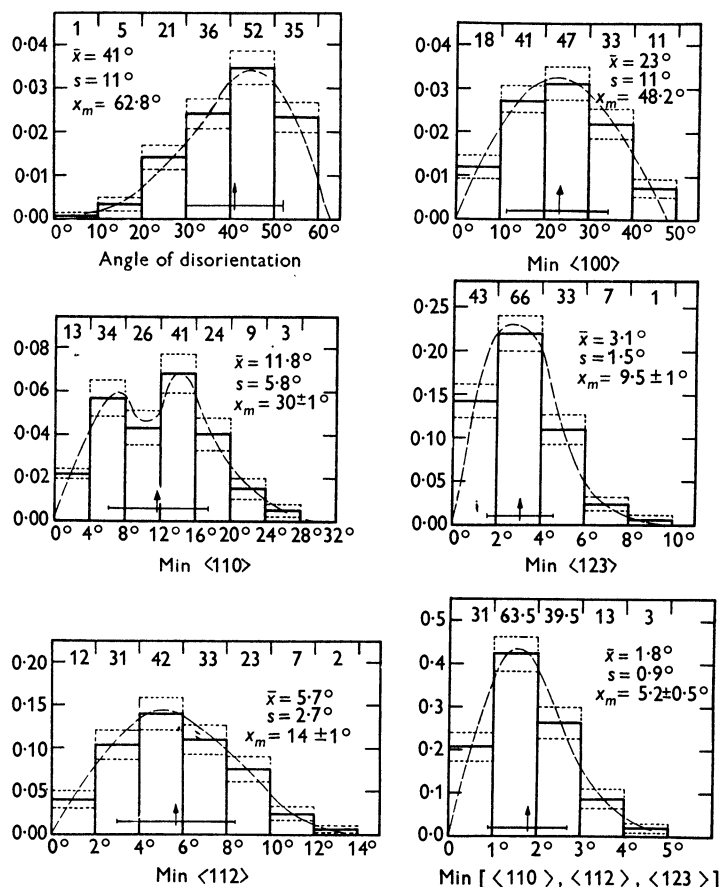 1 5 21 36 52 35
0·04
0·03
0·02
0·01
0·00
x̄ = 41°
s = 11°
xₘ = 62·8°
0° 10° 20° 30° 40° 50° 60°
Angle of disorientation
18 41 47 33 11
0·04
0·03
0·02
0·01
0·00
x̄ = 23°
s = 11°
xₘ = 48·2°
0° 10° 20° 30° 40° 50°
Min <100>
13 34 26 41 24 9 3
0·08
0·06
0·04
0·02
0·00
x̄ = 11·8°
s = 5·8°
xₘ = 30±1°
0° 4° 8° 12° 16° 20° 24° 28° 32°
Min <110>
43 66 33 7 1
0·25
0·20
0·15
0·10
0·05
0·00
x̄ = 3·1°
s = 1·5°
xₘ = 9·5 ± 1°
0° 2° 4° 6° 8° 10°
Min <123>
12 31 42 33 23 7 2
0·20
0·15
0·10
0·05
0·00
x̄ = 5·7°
s = 2·7°
xₘ = 14 ± 1°
0° 2° 4° 6° 8° 10° 12° 14°
Min <112>
31 63·5 39·5 13 3
0·5
0·4
0·3
0·2
0·1
0·0
x̄ = 1·8°
s = 0·9°
xₘ = 5·2±0·5°
0° 1° 2° 3° 4° 5°
Min [<110>, <112>, <123>]